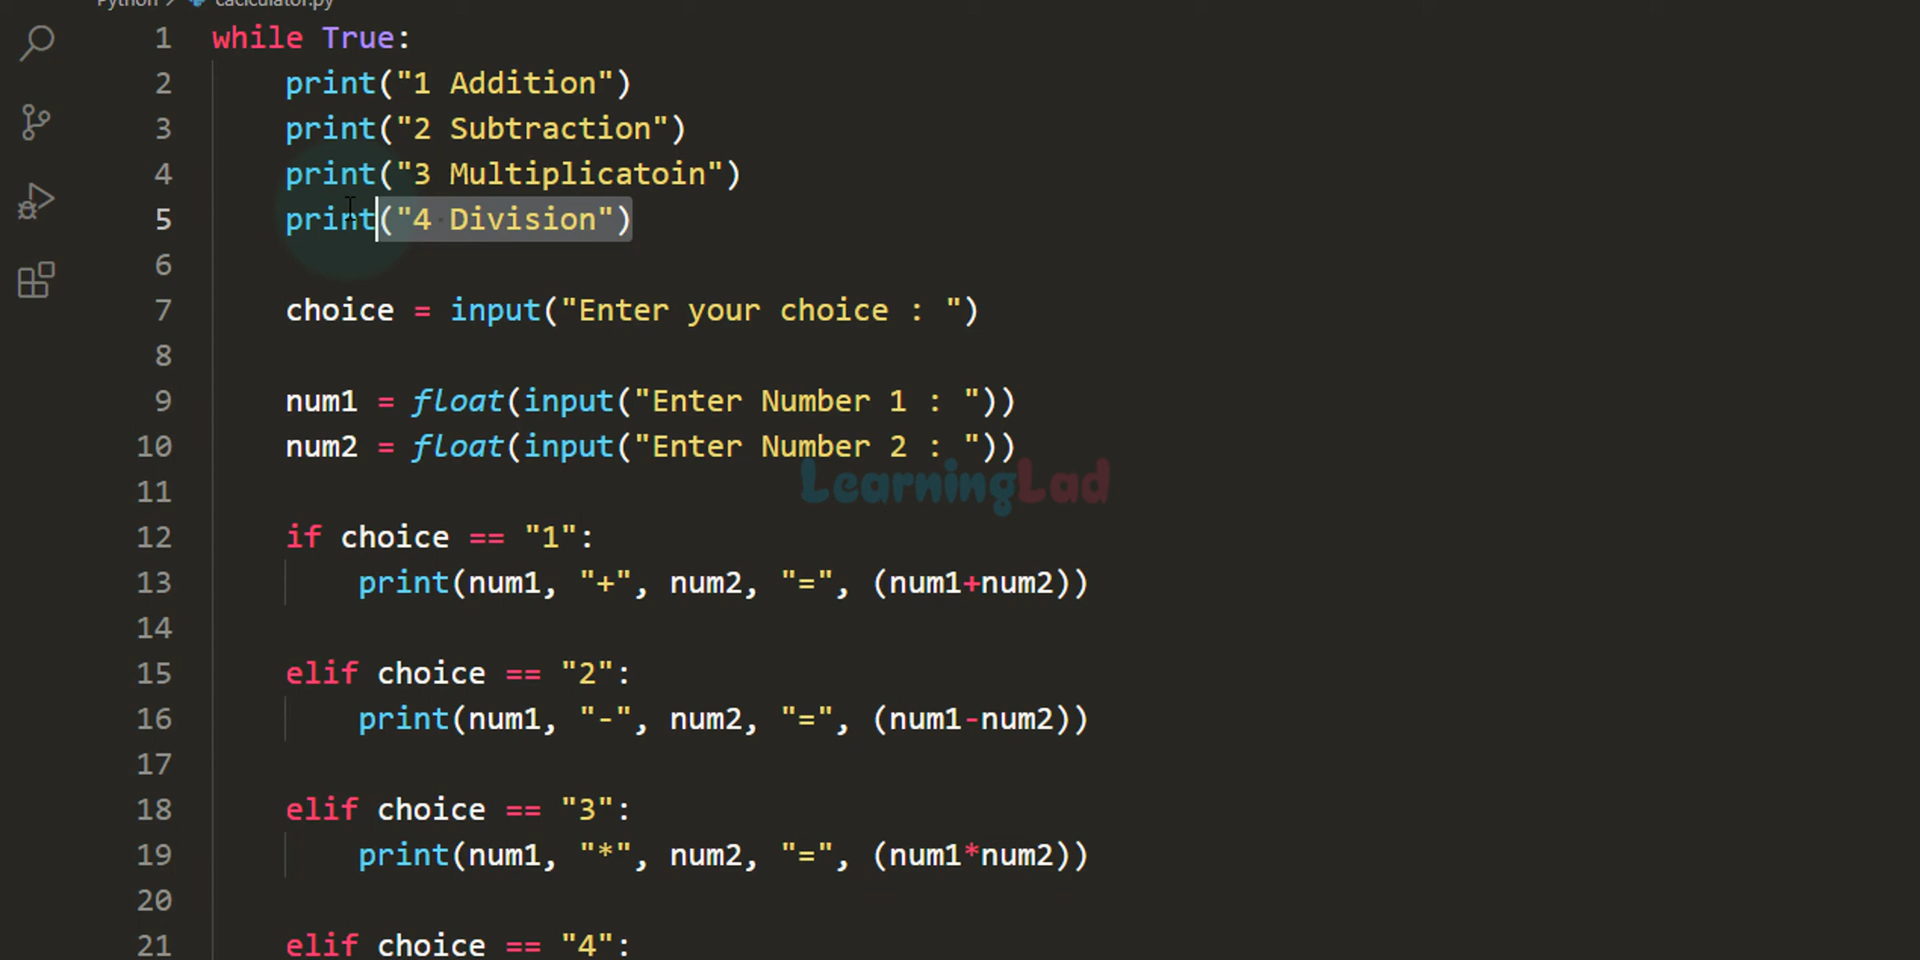 Python > caclculator.py
1 while True:
2 print("1 Addition")
3 print("2 Subtraction")
4 print("3 Multiplicatoin")
5 print("4 Division")
6
7 choice = input("Enter your choice : ")
8
9 num1 = float(input("Enter Number 1 : "))
10 num2 = float(input("Enter Number 2 : "))
LearningLad
11
12 if choice == "1":
13 print(num1, "+", num2, "=", (num1+num2))
14
15 elif choice == "2":
16 print(num1, "-", num2, "=", (num1-num2))
17
18 elif choice == "3":
19 print(num1, "*", num2, "=", (num1*num2))
20
21 elif choice == "4":